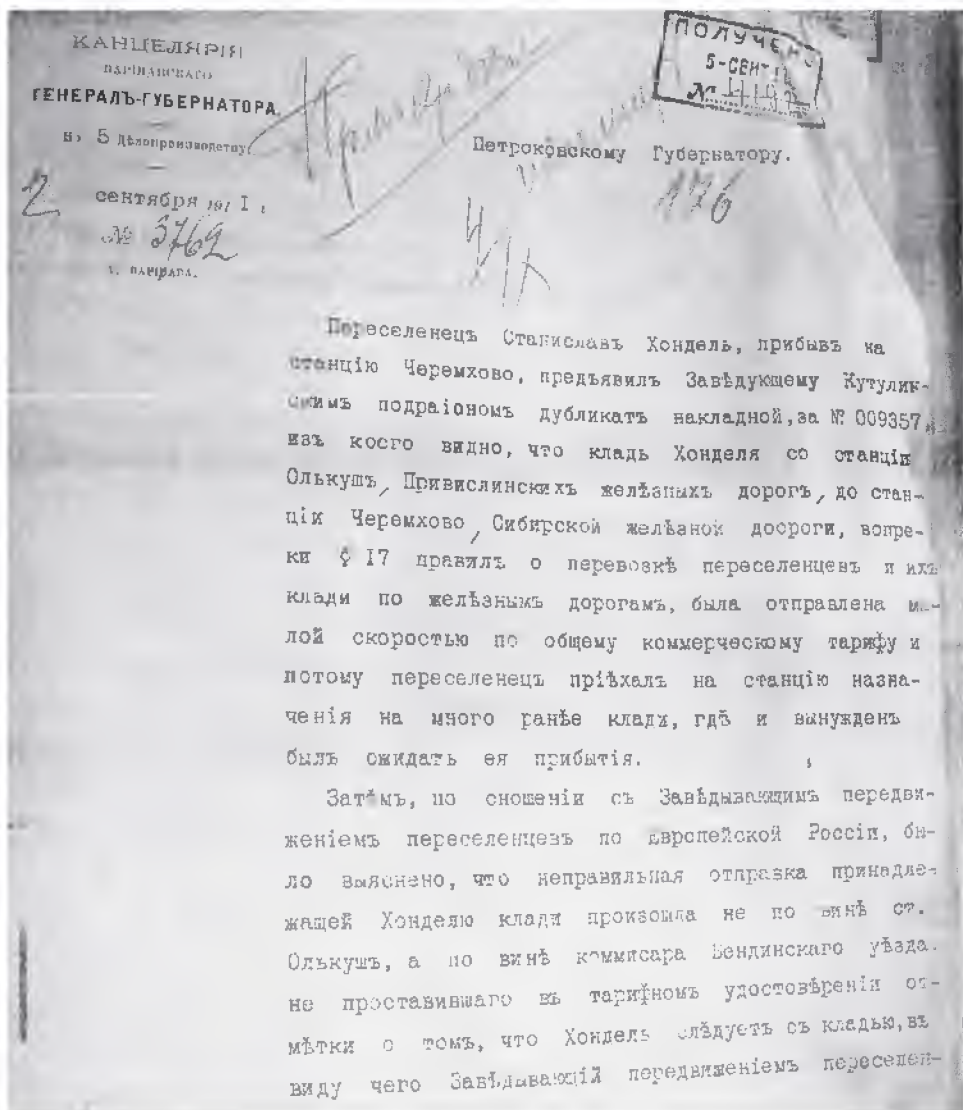 КАНЦЕЛЯРІЯ
ВАРШАВСКАГО
ГЕНЕРАЛЪ-ГУБЕРНАТОРА.
5 дѣлопроизводству.
2 сентября 1911 г.
№ 3762
г. ВАРШАВА.
ПОЛУЧЕНО
5-СЕНТ
№
Петроковскому Губернатору.
176
Переселенецъ Станиславъ Хондель, прибывъ на
станцію Черемхово, предъявилъ Завѣдующему Кутулик-
скимъ подраіономъ дубликатъ накладной, за № 009357,
изъ коего видно, что кладь Хонделя со станціи
Олькушъ, Привислинскихъ желѣзныхъ дорогъ, до стан-
ціи Черемхово, Сибирской желѣзной доороги, вопре-
ки § 17 правилъ о перевозкѣ переселенцевъ и ихъ
клади по желѣзнымъ дорогамъ, была отправлена ма-
лой скоростью по общему коммерческому тарифу и
потому переселенецъ пріѣхалъ на станцію назна-
ченія на много ранѣе клади, гдѣ и вынужденъ
былъ ожидать ея прибытія.
Затѣмъ, по сношеніи съ Завѣдывающимъ передви-
женіемъ переселенцевъ по Европейской Россіи, бы-
ло выяснено, что неправильная отправка принадле-
жащей Хонделю клади произошла не по винѣ ст.
Олькушъ, а по винѣ коммисара Бендинскаго уѣзда.
не проставившаго въ тарифномъ удостовѣреніи от-
мѣтки о томъ, что Хондель слѣдуетъ съ кладью, въ
виду чего Завѣдывающій передвиженіемъ переселен-